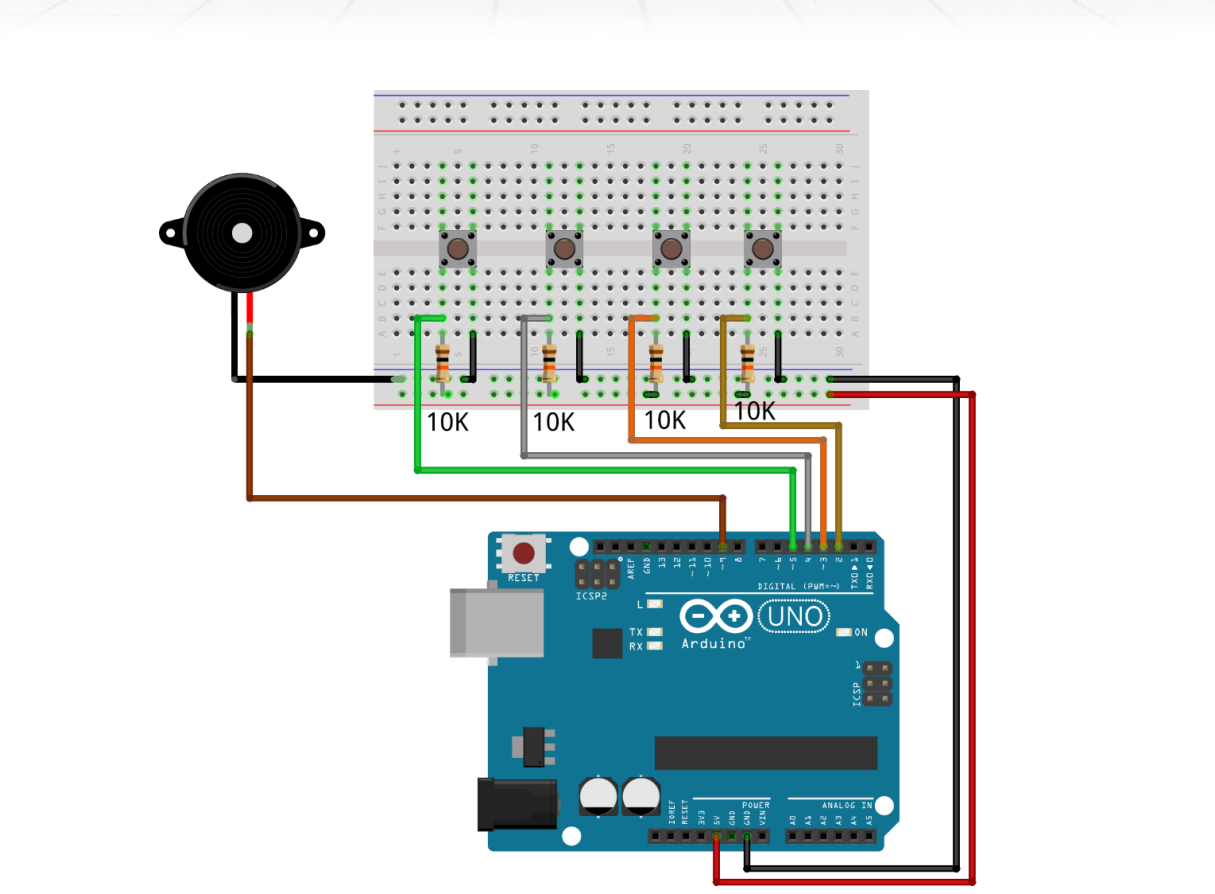 1 5 10 15 20 25 30
J J
I I
H H
G G
F F
E E
D D
C C
B B
A A
1 5 10 15 20 25 30
10K 10K 10K 10K
RESET
ICSP2
AREF GND 13 12 ~11 ~10 ~9 8 7 ~6 ~5 4 ~3 2 TX0►1 RX0◄0
DIGITAL (PWM=~)
L
TX
RX
UNO
Arduino™
ON
1
ICSP
POWER
ANALOG IN
IOREF RESET 3V3 5V GND GND VIN A0 A1 A2 A3 A4 A5